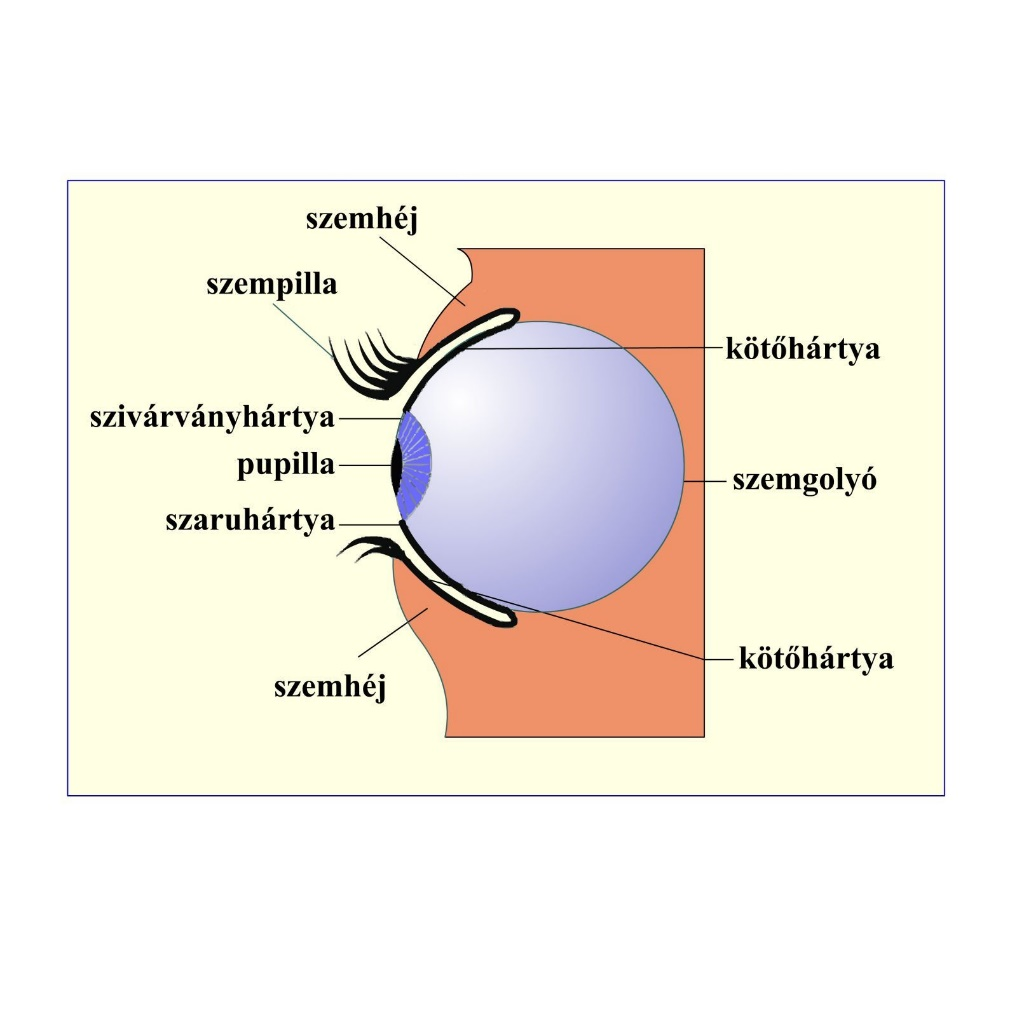 szemhéj
szempilla
kötőhártya
szivárványhártya
pupilla
szemgolyó
szaruhártya
kötőhártya
szemhéj